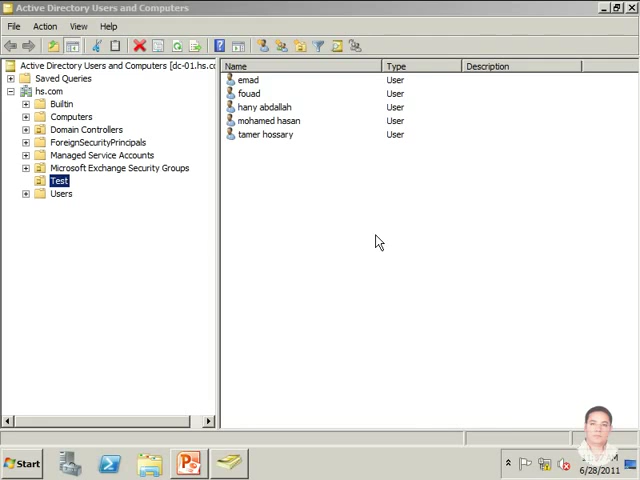 Active Directory Users and Computers
File Action View Help
Active Directory Users and Computers [dc-01.hs.co
Saved Queries
hs.com
Builtin
Computers
Domain Controllers
ForeignSecurityPrincipals
Managed Service Accounts
Microsoft Exchange Security Groups
Test
Users
Name Type Description
emad User
fouad User
hany abdallah User
mohamed hasan User
tamer hossary User
Start
6/28/2011